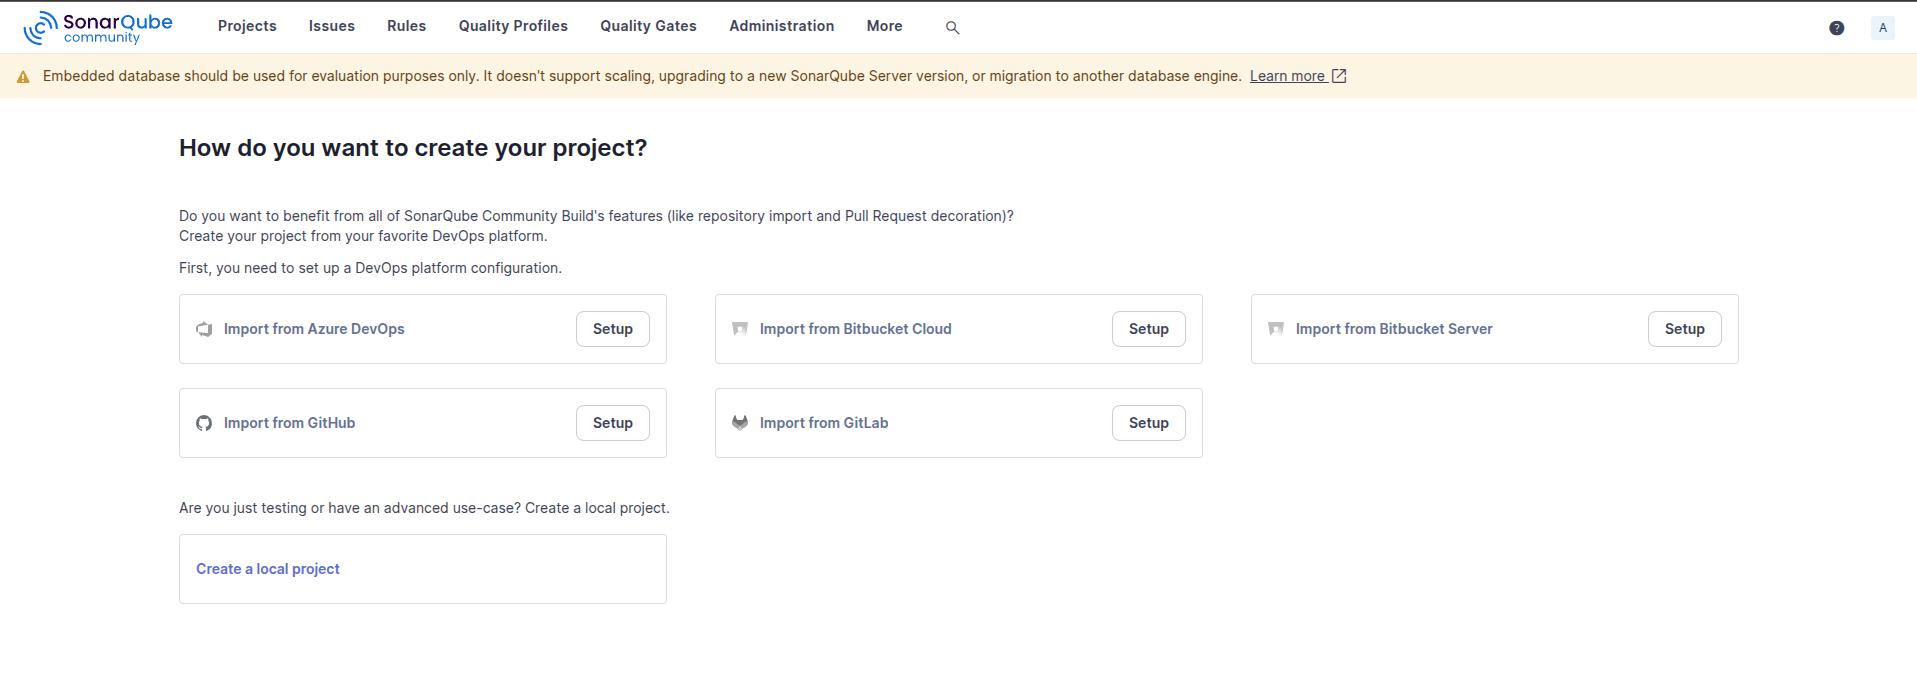 SonarQube
community
Projects Issues Rules Quality Profiles Quality Gates Administration More ? A
Embedded database should be used for evaluation purposes only. It doesn't support scaling, upgrading to a new SonarQube Server version, or migration to another database engine. Learn more
How do you want to create your project?
Do you want to benefit from all of SonarQube Community Build's features (like repository import and Pull Request decoration)?
Create your project from your favorite DevOps platform.
First, you need to set up a DevOps platform configuration.
Import from Azure DevOps Setup
Import from Bitbucket Cloud Setup
Import from Bitbucket Server Setup
Import from GitHub Setup
Import from GitLab Setup
Are you just testing or have an advanced use-case? Create a local project.
Create a local project